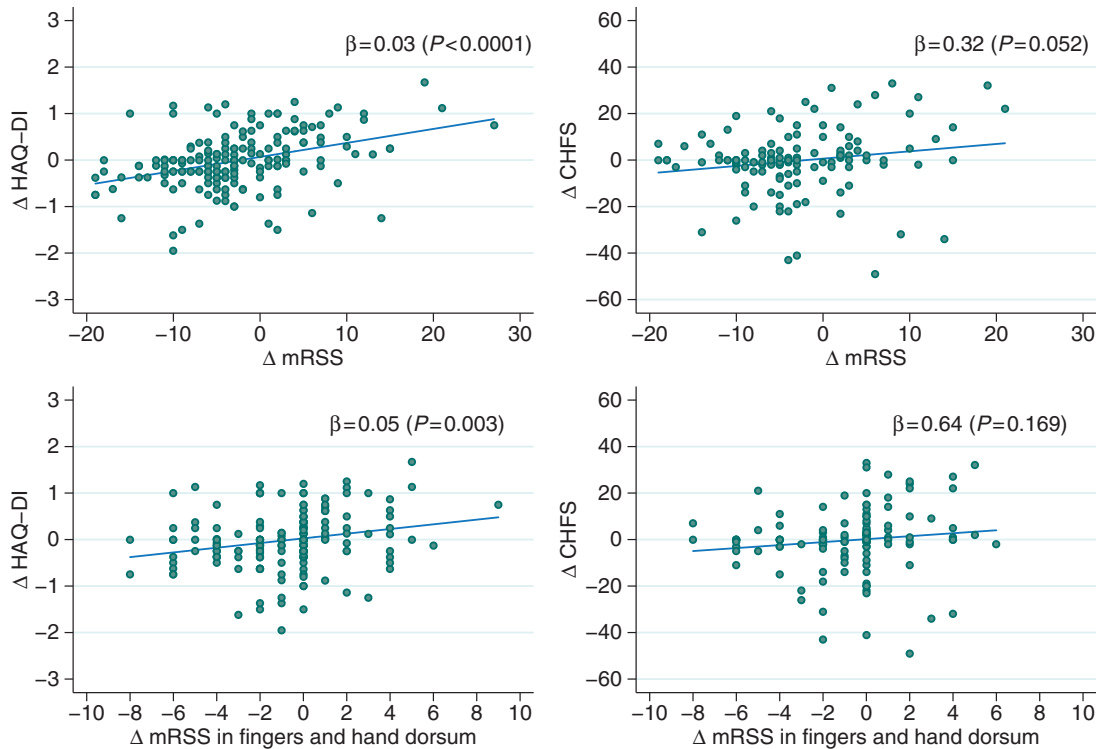 3
2
1
0
−1
−2
−3
Δ HAQ−DI
β=0.03 (P<0.0001)
−20 −10 0 10 20 30
Δ mRSS
60
40
20
0
−20
−40
−60
Δ CHFS
β=0.32 (P=0.052)
−20 −10 0 10 20 30
Δ mRSS
3
2
1
0
−1
−2
−3
Δ HAQ−DI
β=0.05 (P=0.003)
−10 −8 −6 −4 −2 0 2 4 6 8 10
Δ mRSS in fingers and hand dorsum
60
40
20
0
−20
−40
−60
Δ CHFS
β=0.64 (P=0.169)
−10 −8 −6 −4 −2 0 2 4 6 8 10
Δ mRSS in fingers and hand dorsum